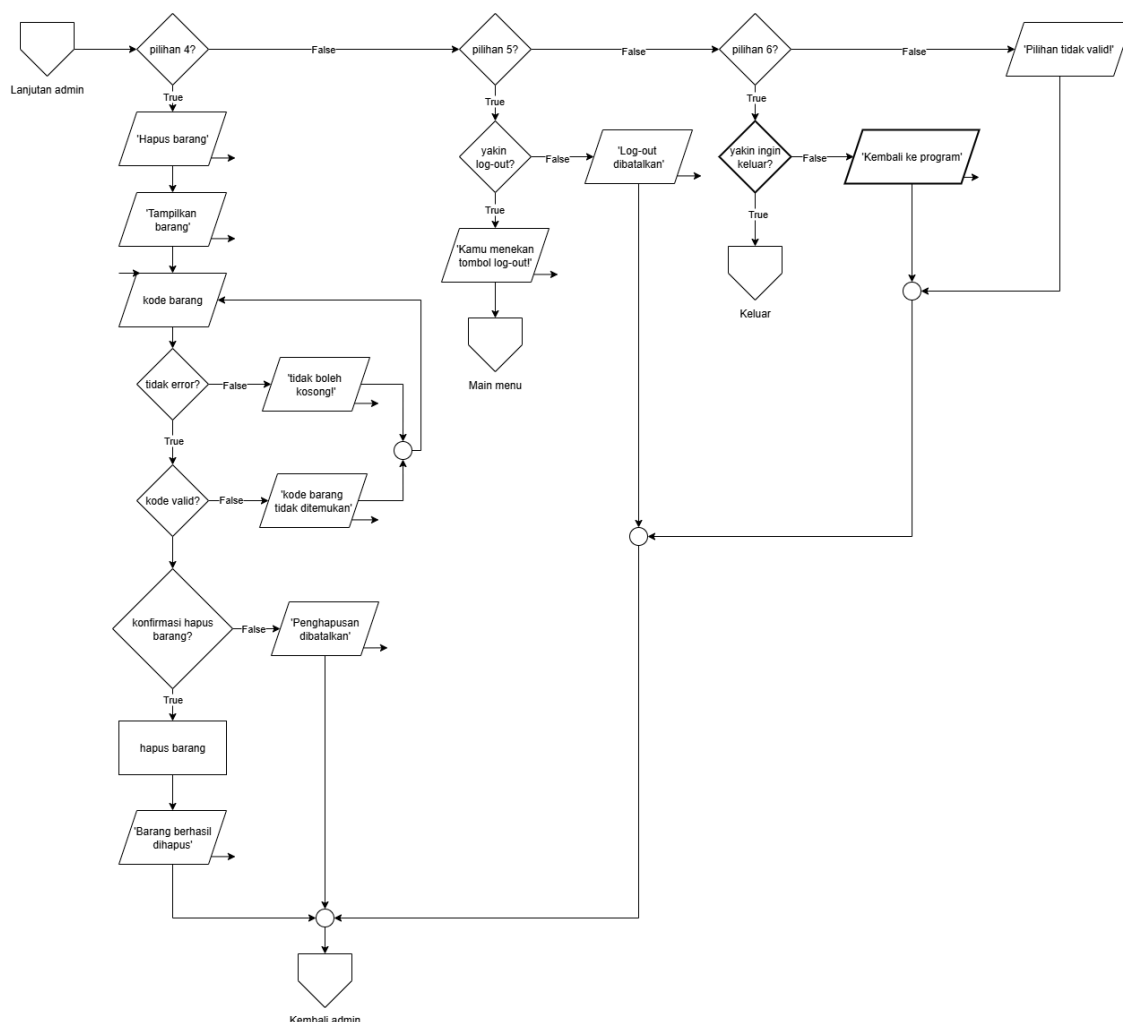 pilihan 4?
False
pilihan 5?
False
pilihan 6?
False
'Pilihan tidak valid!'
Lanjutan admin
True
True
True
'Hapus barang'
yakin
log-out?
False
'Log-out
dibatalkan'
yakin ingin
keluar?
False
'Kembali ke program'
'Tampilkan
barang'
True
True
'Kamu menekan
tombol log-out!'
kode barang
Keluar
tidak error?
False
'tidak boleh
kosong!'
Main menu
True
kode valid?
False
'kode barang
tidak ditemukan'
konfirmasi hapus
barang?
False
'Penghapusan
dibatalkan'
True
hapus barang
'Barang berhasil
dihapus'
Kembali admin